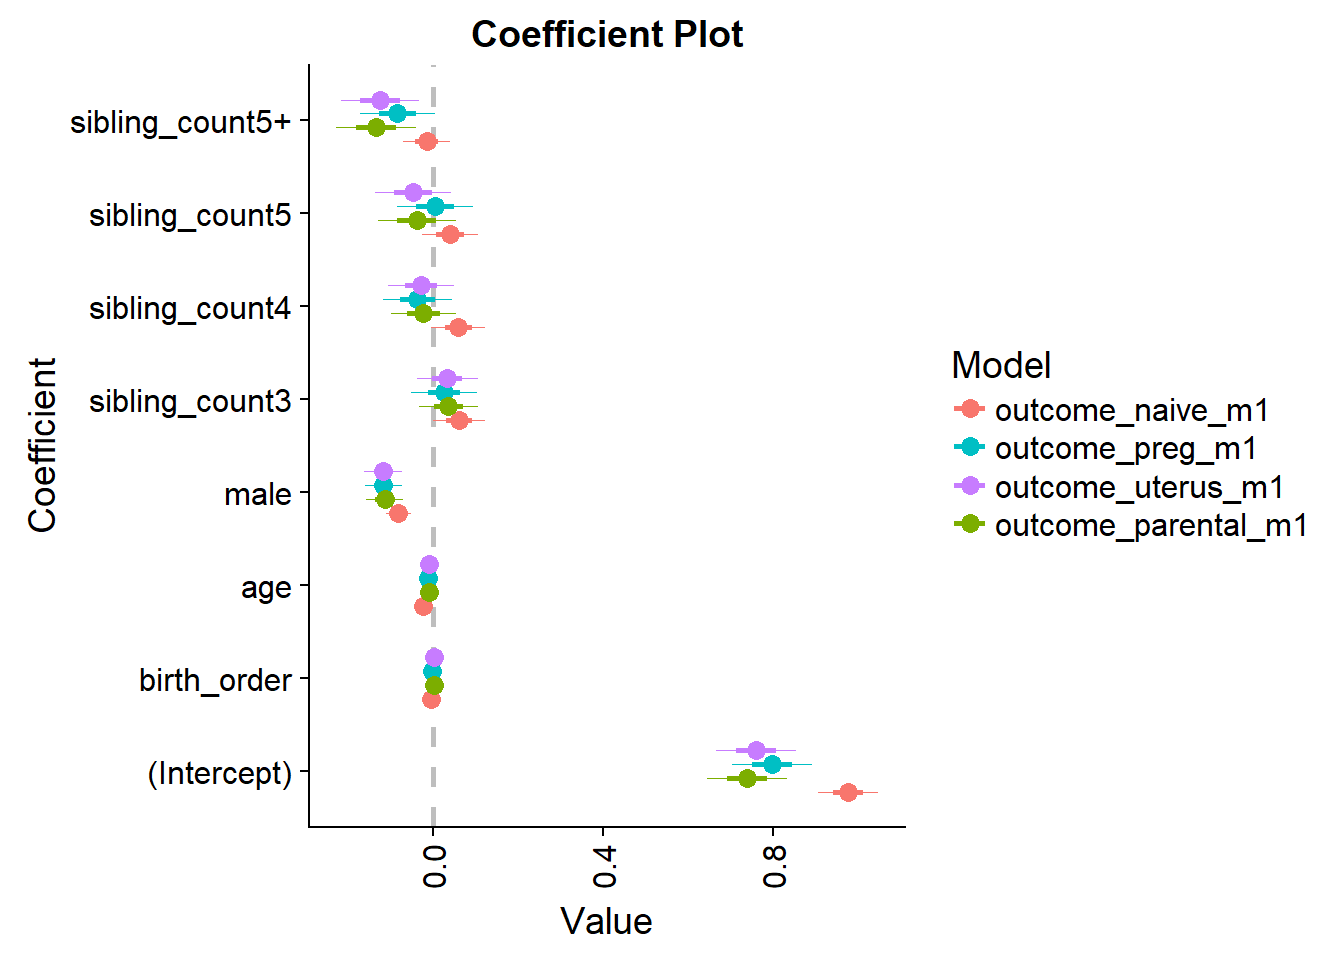 Coefficient Plot
Coefficient
sibling_count5+
sibling_count5
sibling_count4
sibling_count3
male
age
birth_order
(Intercept)
0.0
0.4
0.8
Value
Model
outcome_naive_m1
outcome_preg_m1
outcome_uterus_m1
outcome_parental_m1